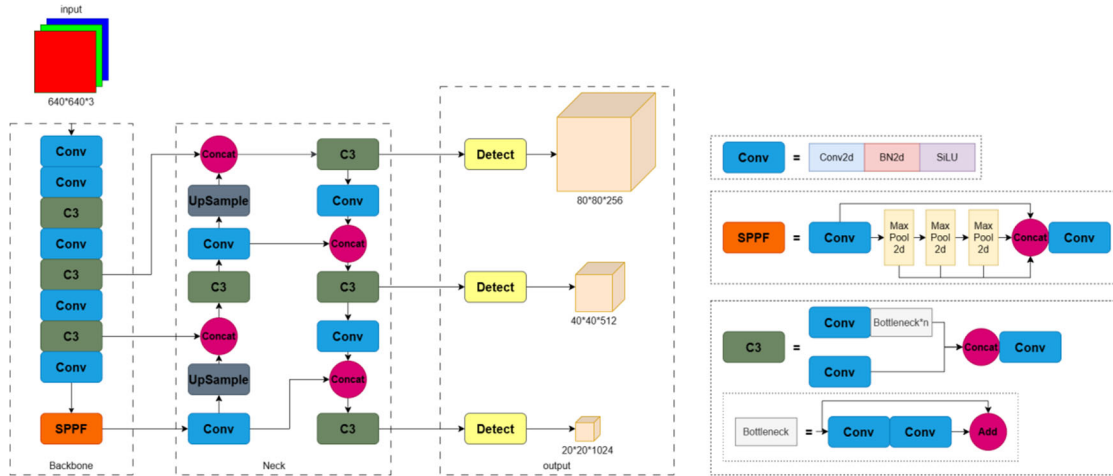 input
640*640*3
Conv
Conv
C3
Conv
C3
Conv
C3
Conv
SPPF
Backbone
Concat
UpSample
Conv
C3
Concat
UpSample
Conv
C3
Conv
Concat
C3
Conv
Concat
C3
Neck
Detect
80*80*256
Detect
40*40*512
Detect
20*20*1024
output
Conv = Conv2d BN2d SiLU
SPPF = Conv
Max
Pool
2d
Max
Pool
2d
Max
Pool
2d
Concat Conv
C3 =
Conv Bottleneck*n
Conv
Concat Conv
Bottleneck = Conv Conv Add